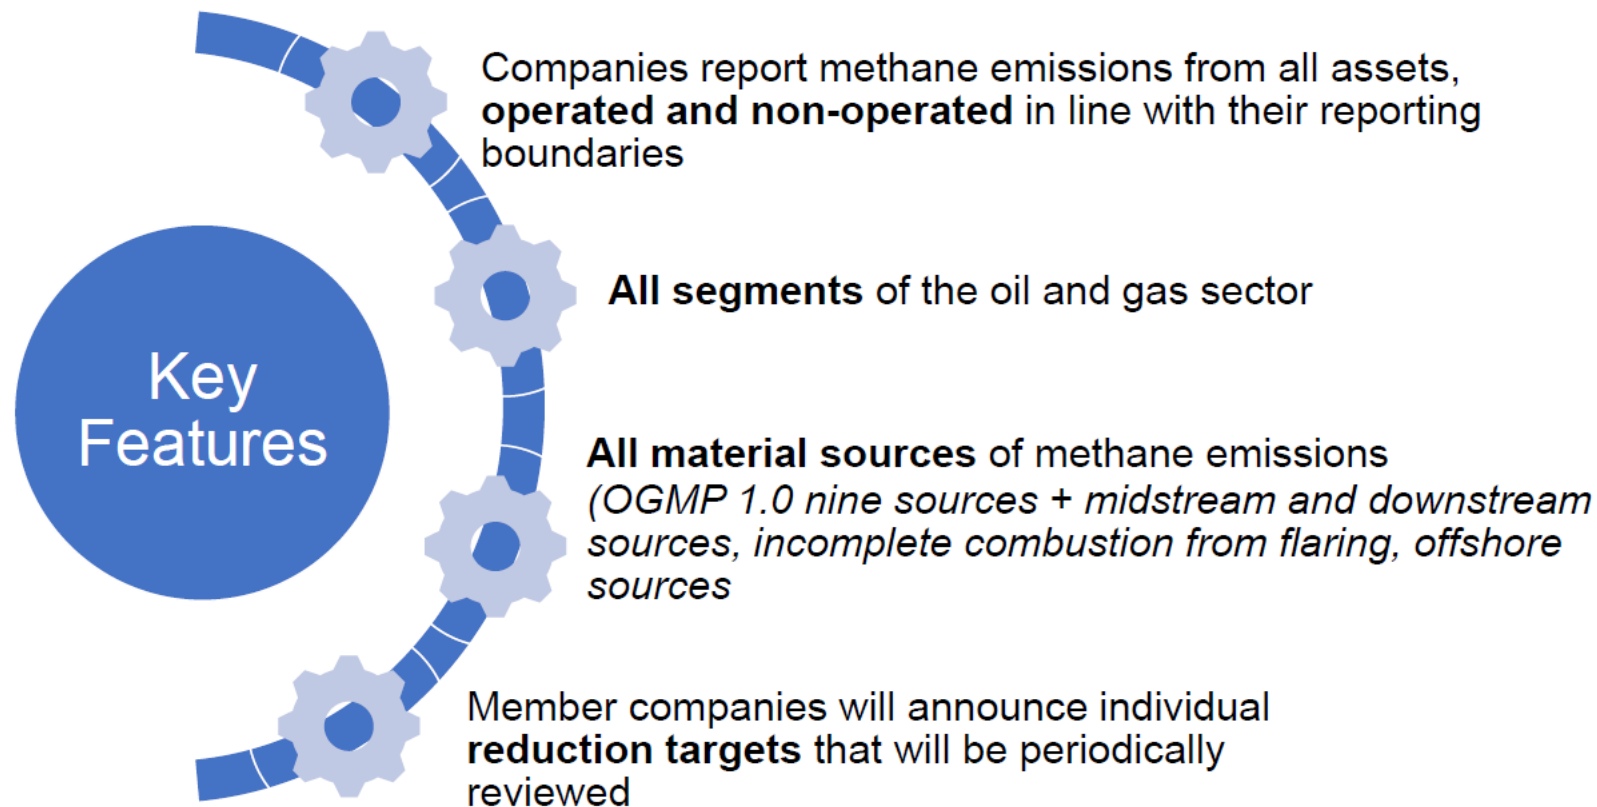 Companies report methane emissions from all assets,
operated and non-operated in line with their reporting
boundaries
All segments of the oil and gas sector
Key
Features
All material sources of methane emissions
(OGMP 1.0 nine sources + midstream and downstream
sources, incomplete combustion from flaring, offshore
sources
Member companies will announce individual
reduction targets that will be periodically
reviewed